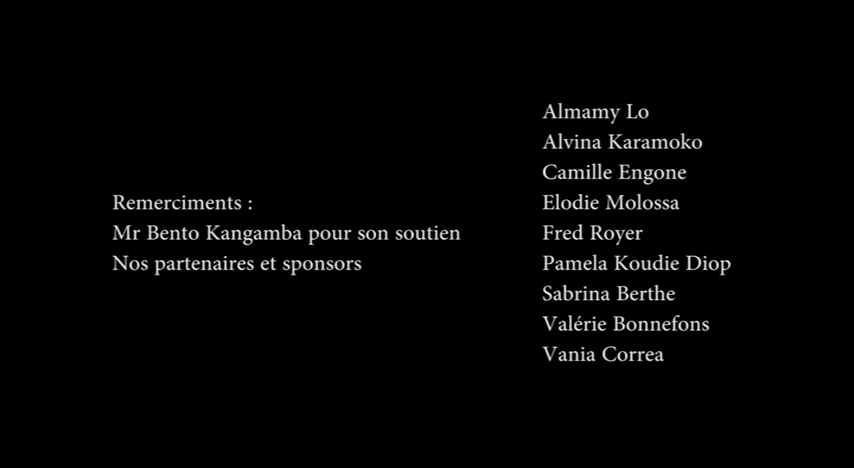 Remerciments :
Mr Bento Kangamba pour son soutien
Nos partenaires et sponsors
Almamy Lo
Alvina Karamoko
Camille Engone
Elodie Molossa
Fred Royer
Pamela Koudie Diop
Sabrina Berthe
Valérie Bonnefons
Vania Correa